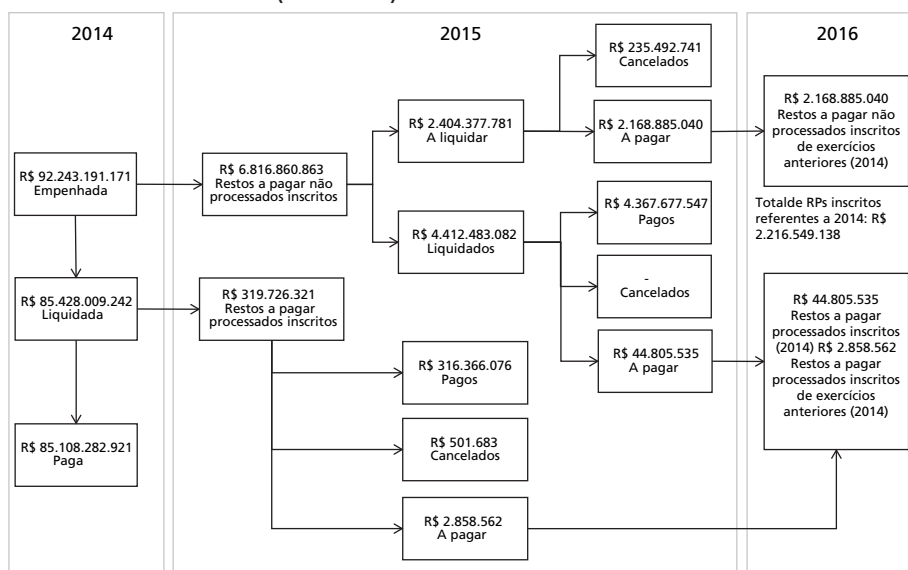 2014
2015
2016
R$ 92.243.191.171
Empenhada
R$ 85.428.009.242
Liquidada
R$ 85.108.282.921
Paga
R$ 6.816.860.863
Restos a pagar não
processados inscritos
R$ 319.726.321
Restos a pagar
processados inscritos
R$ 2.404.377.781
A liquidar
R$ 4.412.483.082
Liquidados
R$ 316.366.076
Pagos
R$ 501.683
Cancelados
R$ 2.858.562
A pagar
R$ 235.492.741
Cancelados
R$ 2.168.885.040
A pagar
R$ 4.367.677.547
Pagos
-
Cancelados
R$ 44.805.535
A pagar
R$ 2.168.885.040
Restos a pagar não
processados inscritos
de exercícios
anteriores (2014)
Totalde RPs inscritos
referentes a 2014: R$
2.216.549.138
R$ 44.805.535
Restos a pagar
processados inscritos
(2014) R$ 2.858.562
Restos a pagar
processados inscritos
de exercícios
anteriores (2014)